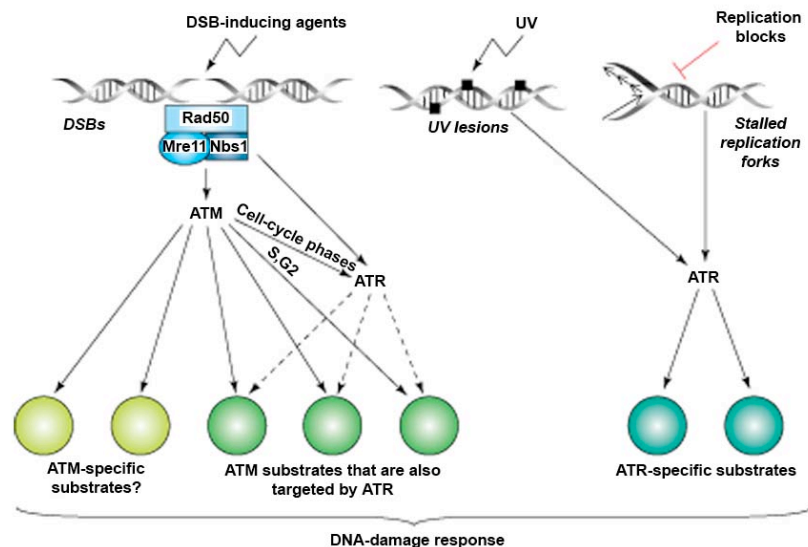 DSB-inducing agents
UV
Replication
blocks
DSBs
Rad50
Mre11 Nbs1
UV lesions
Stalled
replication
forks
ATM
Cell-cycle phases
S,G2
ATR
ATR
ATM-specific
substrates?
ATM substrates that are also
targeted by ATR
ATR-specific substrates
DNA-damage response